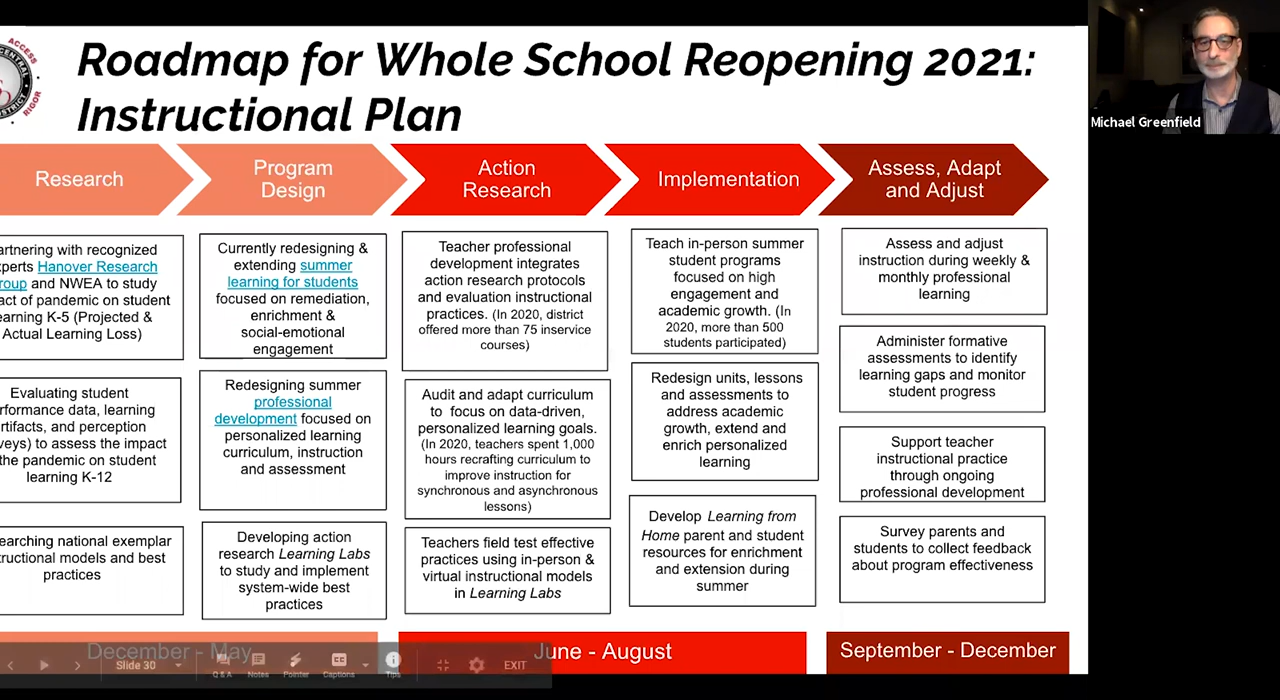 Roadmap for Whole School Reopening 2021:
Instructional Plan
Michael Greenfield
ACCESS
RIGOR
Research
Program
Design
Action
Research
Implementation
Assess, Adapt
and Adjust
with recognized
Hanover Research
and NWEA to study
of pandemic on student
K-5 (Projected &
Actual Learning Loss)
Evaluating student
data, learning
and perception
to assess the impact
the pandemic on student
learning K-12
national exemplar
models and best
practices
Currently redesigning &
extending summer
learning for students
focused on remediation,
enrichment &
social-emotional
engagement
Redesigning summer
professional
development focused on
personalized learning
curriculum, instruction
and assessment
Developing action
research Learning Labs
to study and implement
system-wide best
practices
Teacher professional
development integrates
action research protocols
and evaluation instructional
practices. (In 2020, district
offered more than 75 inservice
courses)
Audit and adapt curriculum
to focus on data-driven,
personalized learning goals.
(In 2020, teachers spent 1,000
hours recrafting curriculum to
improve instruction for
synchronous and asynchronous
lessons)
Teachers field test effective
practices using in-person &
virtual instructional models
in Learning Labs
Teach in-person summer
student programs
focused on high
engagement and
academic growth. (In
2020, more than 500
students participated)
Redesign units, lessons
and assessments to
address academic
growth, extend and
enrich personalized
learning
Develop Learning from
Home parent and student
resources for enrichment
and extension during
summer
Assess and adjust
instruction during weekly &
monthly professional
learning
Administer formative
assessments to identify
learning gaps and monitor
student progress
Support teacher
instructional practice
through ongoing
professional development
Survey parents and
students to collect feedback
about program effectiveness
December - May
June - August
September - December
Slide 30
Q & A
Notes
Pointer
Captions
Tips
EXIT